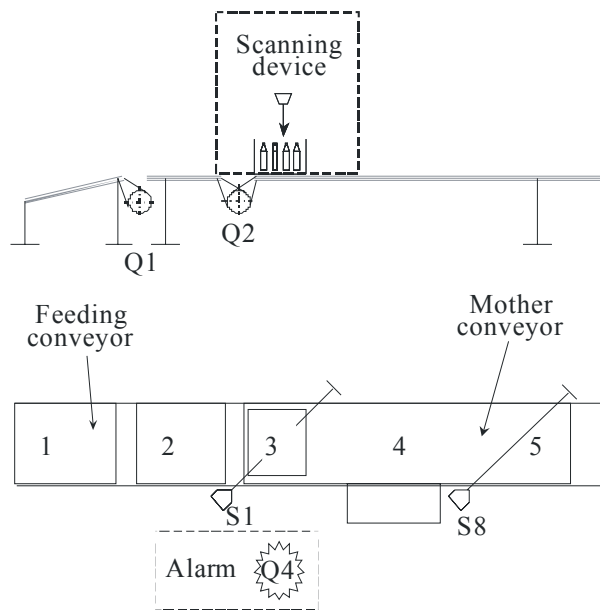 Scanning
device
Q1
Q2
Feeding
conveyor
Mother
conveyor
1
2
3
4
5
S1
S8
Alarm
Q4